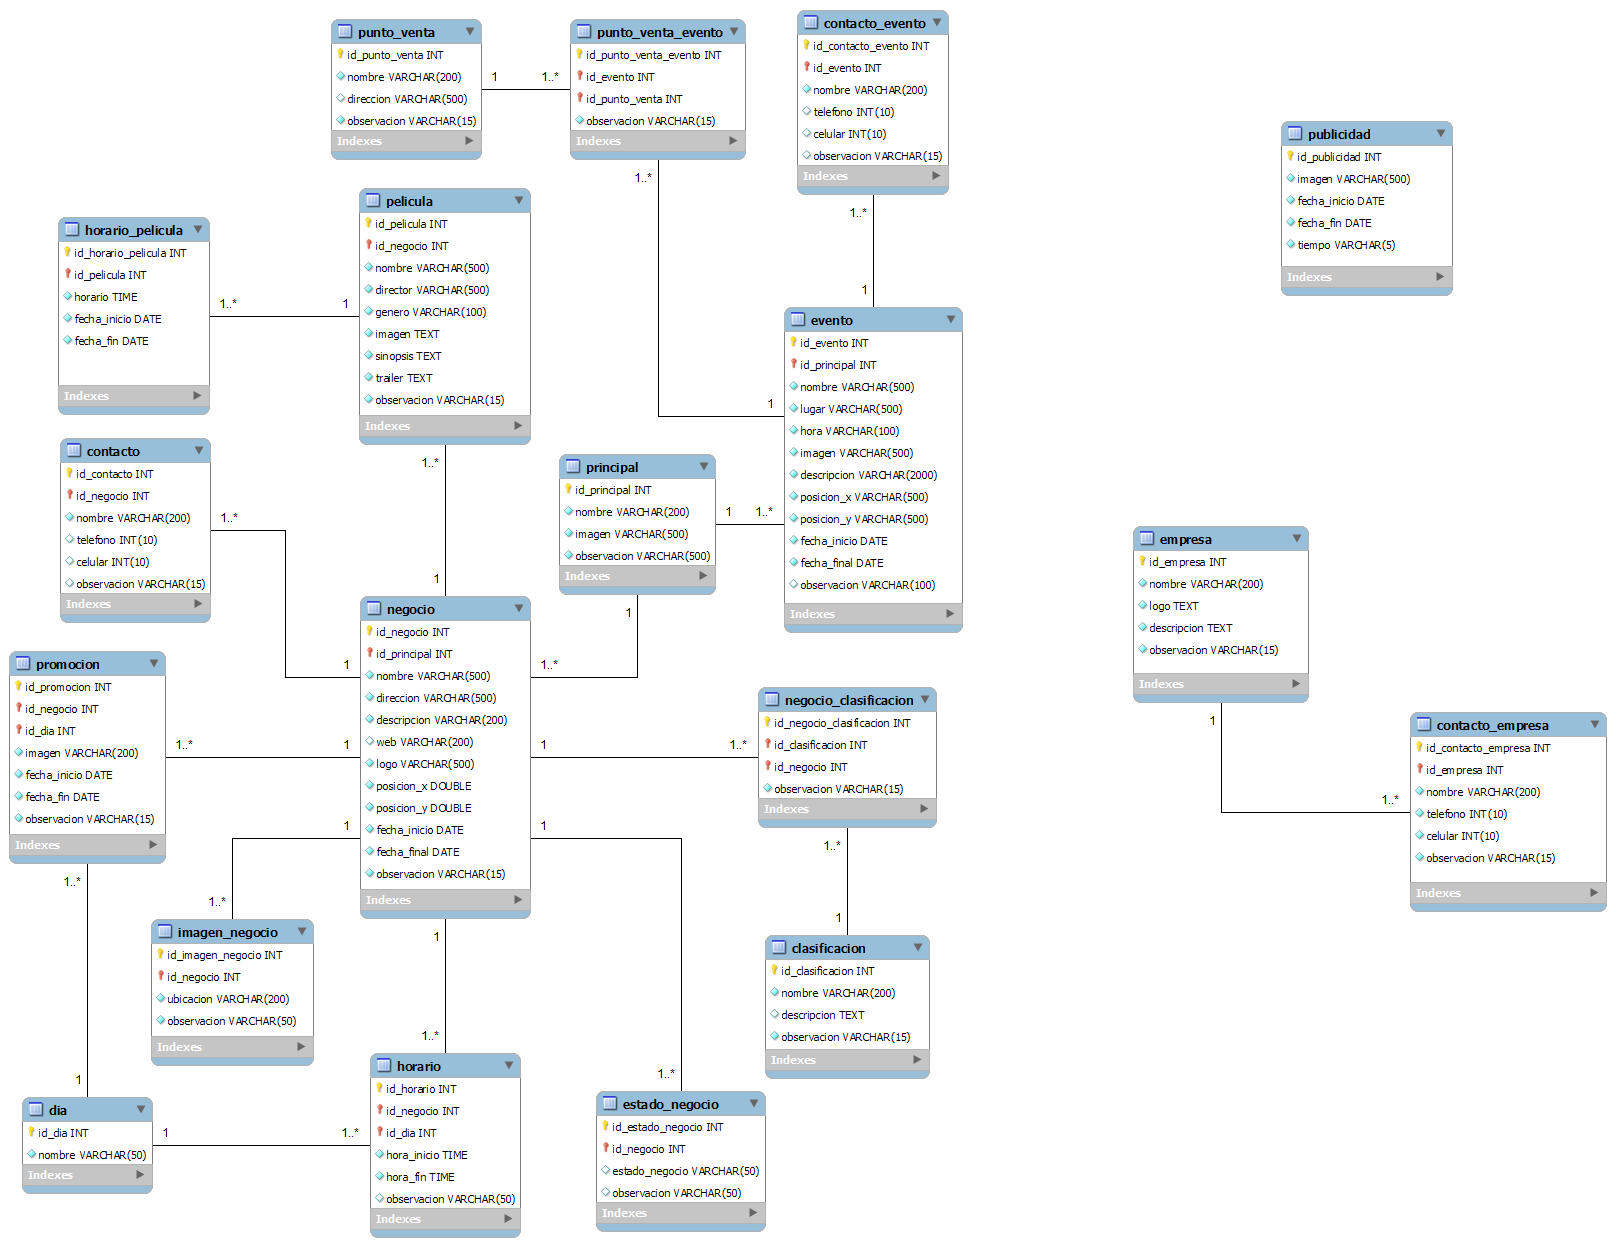 punto_venta
id_punto_venta INT
nombre VARCHAR(200)
direccion VARCHAR(500)
observacion VARCHAR(15)
Indexes
1
1..*
punto_venta_evento
id_punto_venta_evento INT
id_evento INT
id_punto_venta INT
observacion VARCHAR(15)
Indexes
1..*
1
contacto_evento
id_contacto_evento INT
id_evento INT
nombre VARCHAR(200)
telefono INT(10)
celular INT(10)
observacion VARCHAR(15)
Indexes
1..*
1
publicidad
id_publicidad INT
imagen VARCHAR(500)
fecha_inicio DATE
fecha_fin DATE
tiempo VARCHAR(5)
Indexes
horario_pelicula
id_horario_pelicula INT
id_pelicula INT
horario TIME
fecha_inicio DATE
fecha_fin DATE
Indexes
1..*
1
pelicula
id_pelicula INT
id_negocio INT
nombre VARCHAR(500)
director VARCHAR(500)
genero VARCHAR(100)
imagen TEXT
sinopsis TEXT
trailer TEXT
observacion VARCHAR(15)
Indexes
1..*
1
evento
id_evento INT
id_principal INT
nombre VARCHAR(500)
lugar VARCHAR(500)
hora VARCHAR(100)
imagen VARCHAR(500)
descripcion VARCHAR(2000)
posicion_x VARCHAR(500)
posicion_y VARCHAR(500)
fecha_inicio DATE
fecha_final DATE
observacion VARCHAR(100)
Indexes
contacto
id_contacto INT
id_negocio INT
nombre VARCHAR(200)
telefono INT(10)
celular INT(10)
observacion VARCHAR(15)
Indexes
1..*
1
principal
id_principal INT
nombre VARCHAR(200)
imagen VARCHAR(500)
observacion VARCHAR(500)
Indexes
1
1..*
1
1..*
empresa
id_empresa INT
nombre VARCHAR(200)
logo TEXT
descripcion TEXT
observacion VARCHAR(15)
Indexes
1
1..*
contacto_empresa
id_contacto_empresa INT
id_empresa INT
nombre VARCHAR(200)
telefono INT(10)
celular INT(10)
observacion VARCHAR(15)
Indexes
promocion
id_promocion INT
id_negocio INT
id_dia INT
imagen VARCHAR(200)
fecha_inicio DATE
fecha_fin DATE
observacion VARCHAR(15)
Indexes
1..*
1
1..*
1
negocio
id_negocio INT
id_principal INT
nombre VARCHAR(500)
direccion VARCHAR(500)
descripcion VARCHAR(200)
web VARCHAR(200)
logo VARCHAR(500)
posicion_x DOUBLE
posicion_y DOUBLE
fecha_inicio DATE
fecha_final DATE
observacion VARCHAR(15)
Indexes
1
1..*
negocio_clasificacion
id_negocio_clasificacion INT
id_clasificacion INT
id_negocio INT
observacion VARCHAR(15)
Indexes
1..*
1
1
1..*
imagen_negocio
id_imagen_negocio INT
id_negocio INT
ubicacion VARCHAR(200)
observacion VARCHAR(50)
Indexes
1
1..*
1
1..*
clasificacion
id_clasificacion INT
nombre VARCHAR(200)
descripcion TEXT
observacion VARCHAR(15)
Indexes
dia
id_dia INT
nombre VARCHAR(50)
Indexes
1
1..*
horario
id_horario INT
id_negocio INT
id_dia INT
hora_inicio TIME
hora_fin TIME
observacion VARCHAR(50)
Indexes
estado_negocio
id_estado_negocio INT
id_negocio INT
estado_negocio VARCHAR(50)
observacion VARCHAR(50)
Indexes